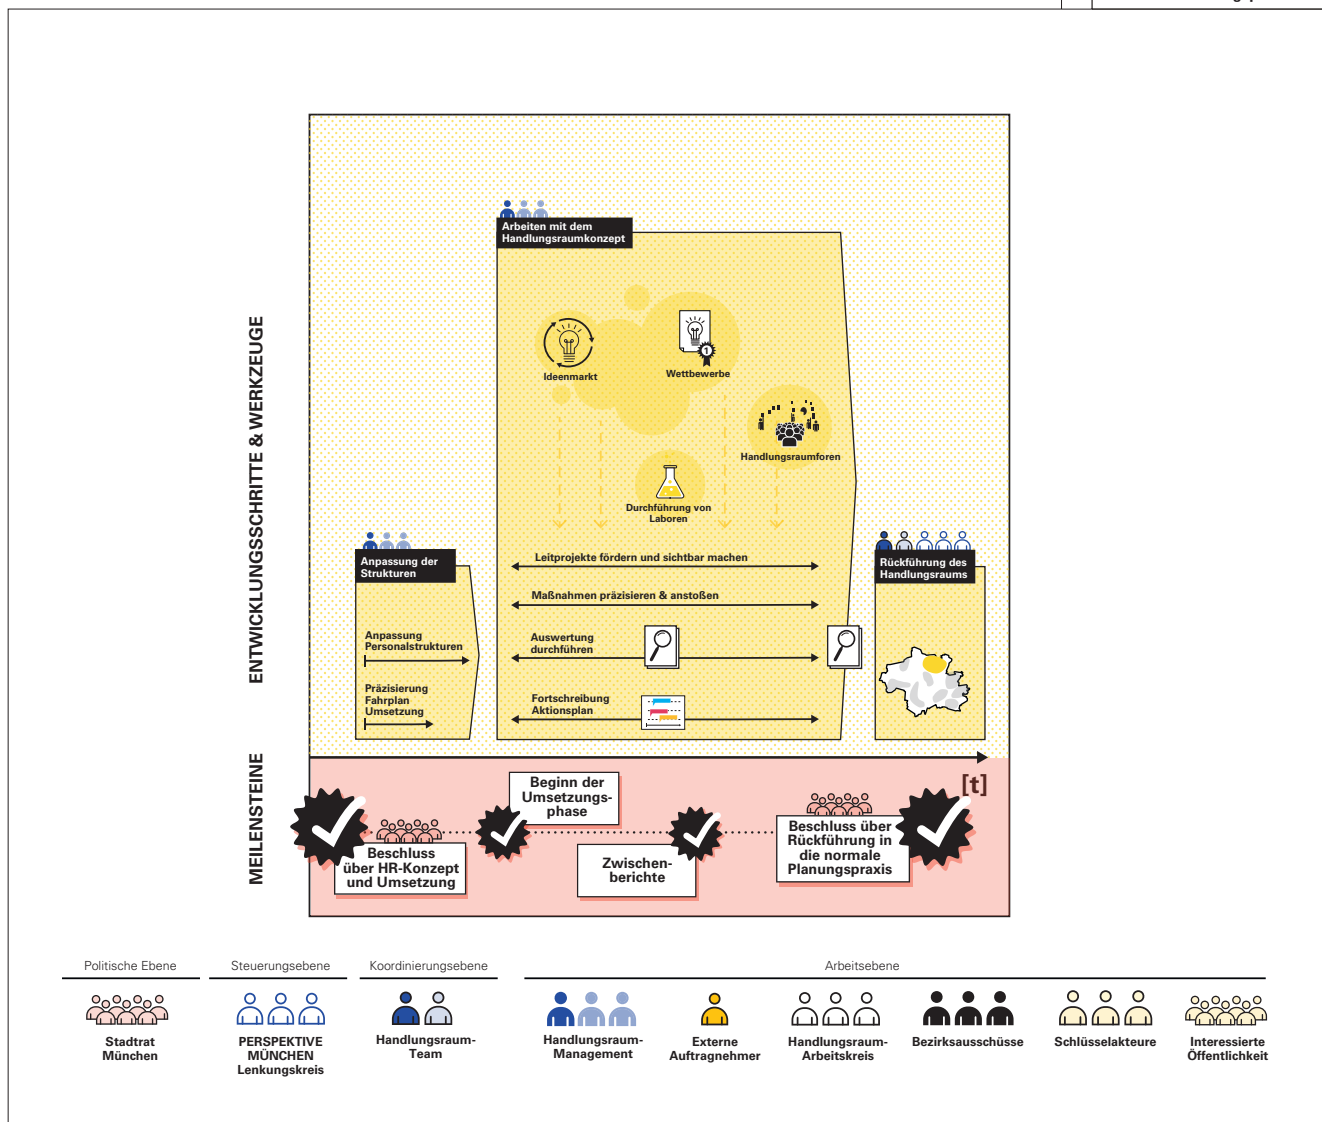 ENTWICKLUNGSSCHRITTE & WERKZEUGE
Arbeiten mit dem
Handlungsraumkonzept
Ideenmarkt
1
Wettbewerbe
Handlungsraumforen
Durchführung von
Laboren
Anpassung der
Strukturen
Anpassung
Personalstrukturen
Präzisierung
Fahrplan
Umsetzung
Leitprojekte fördern und sichtbar machen
Maßnahmen präzisieren & anstoßen
Auswertung
durchführen
Fortschreibung
Aktionsplan
Rückführung des
Handlungsraums
MEILENSTEINE
[t]
Beschluss
über HR-Konzept
und Umsetzung
Beginn der
Umsetzungs-
phase
Zwischen-
berichte
Beschluss über
Rückführung in
die normale
Planungspraxis
Politische Ebene
Stadtrat
München
Steuerungsebene
PERSPEKTIVE
MÜNCHEN
Lenkungskreis
Koordinierungsebene
Handlungsraum-
Team
Arbeitsebene
Handlungsraum-
Management
Externe
Auftragnehmer
Handlungsraum-
Arbeitskreis
Bezirksausschüsse
Schlüsselakteure
Interessierte
Öffentlichkeit